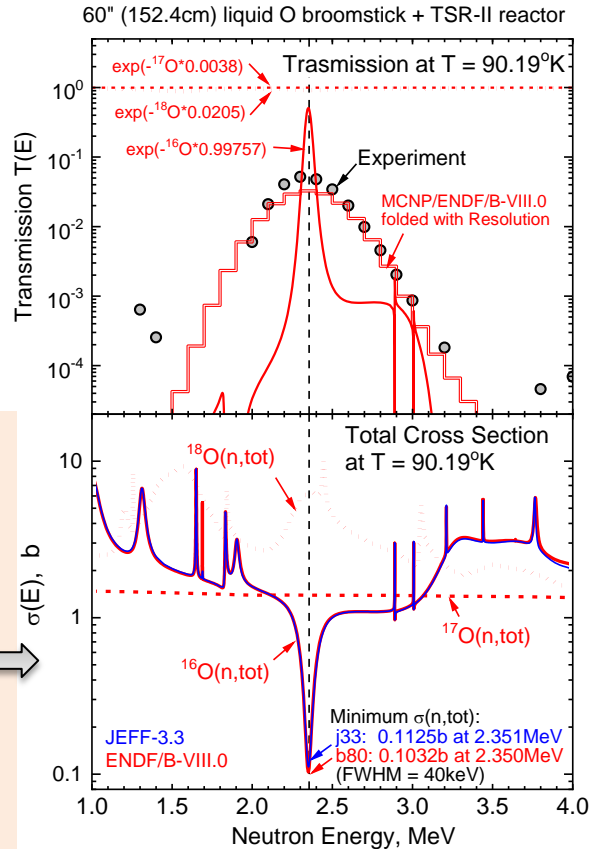 60" (152.4cm) liquid O broomstick + TSR-II reactor
Trasmission at T = 90.19°K
exp(-¹⁷O*0.0038)
exp(-¹⁸O*0.0205)
exp(-¹⁶O*0.99757)
Experiment
MCNP/ENDF/B-VIII.0
folded with Resolution
Transmission T(E)
10⁰
10⁻¹
10⁻²
10⁻³
10⁻⁴
Total Cross Section
at T = 90.19°K
¹⁸O(n,tot)
¹⁷O(n,tot)
¹⁶O(n,tot)
σ(E), b
10
1
0.1
Minimum σ(n,tot):
JEFF-3.3
j33: 0.1125b at 2.351MeV
ENDF/B-VIII.0
b80: 0.1032b at 2.350MeV
(FWHM = 40keV)
1.0 1.5 2.0 2.5 3.0 3.5 4.0
Neutron Energy, MeV